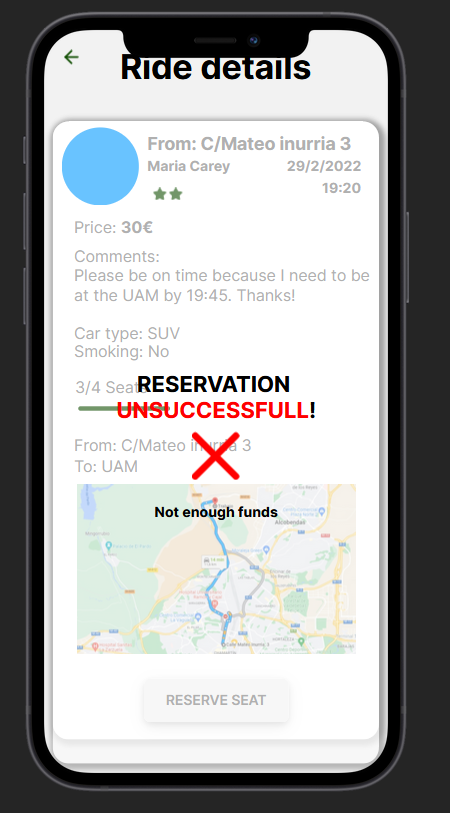 Ride details
From: C/Mateo inurria 3
Maria Carey 29/2/2022
19:20
Price: 30€
Comments:
Please be on time because I need to be
at the UAM by 19:45. Thanks!
Car type: SUV
Smoking: No
3/4 Seats
RESERVATION
UNSUCCESSFULL!
From: C/Mateo inurria 3
To: UAM
Not enough funds
Alcobendas
RESERVE SEAT